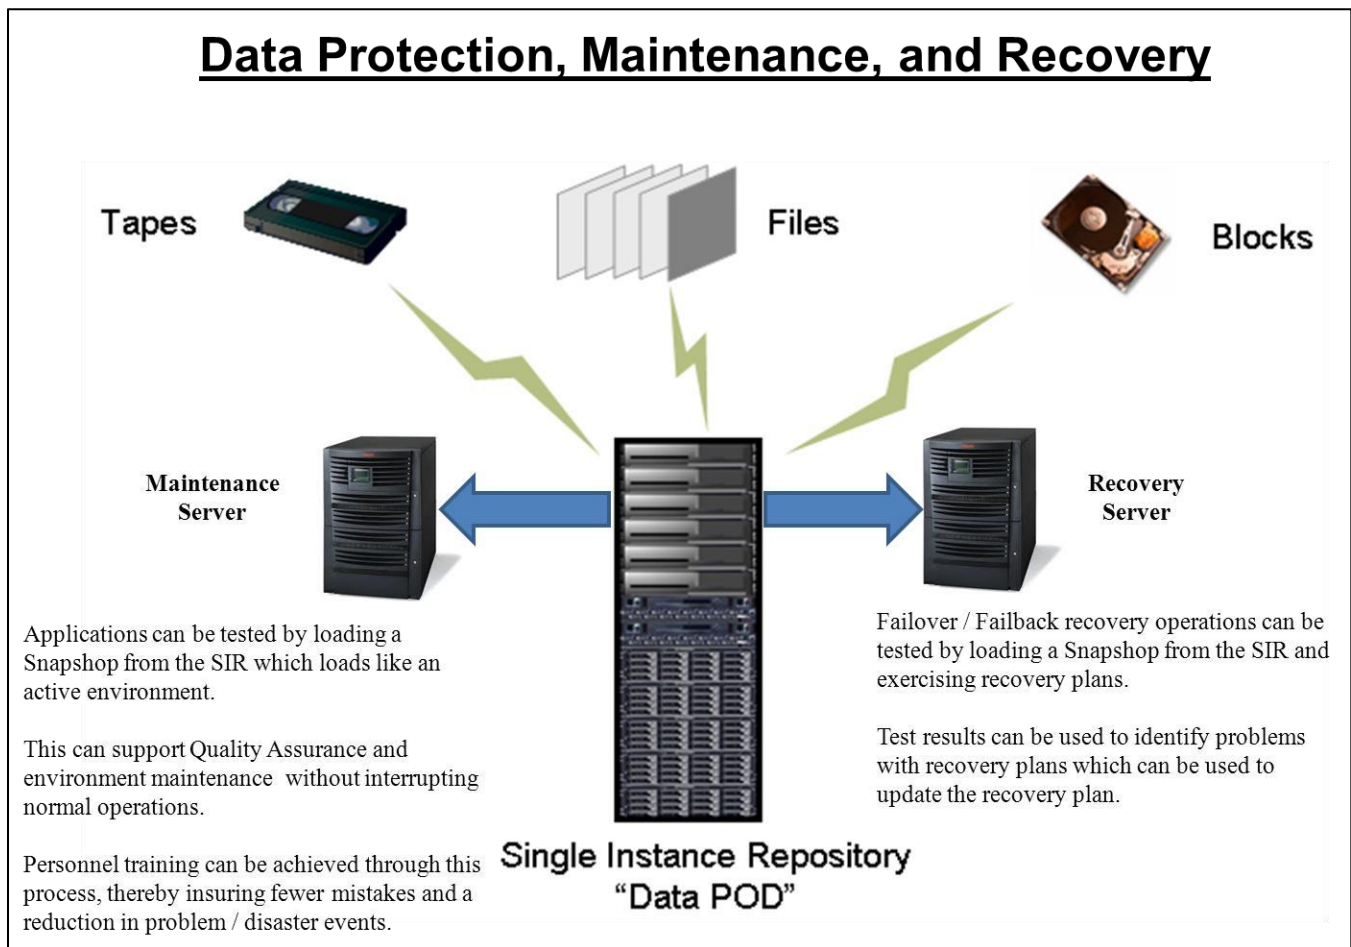 Data Protection, Maintenance, and Recovery
Tapes
Files
Blocks
Maintenance
Server
Recovery
Server
Applications can be tested by loading a
Snapshop from the SIR which loads like an
active environment.
This can support Quality Assurance and
environment maintenance without interrupting
normal operations.
Personnel training can be achieved through this
process, thereby insuring fewer mistakes and a
reduction in problem / disaster events.
Failover / Failback recovery operations can be
tested by loading a Snapshop from the SIR and
exercising recovery plans.
Test results can be used to identify problems
with recovery plans which can be used to
update the recovery plan.
Single Instance Repository
“Data POD”